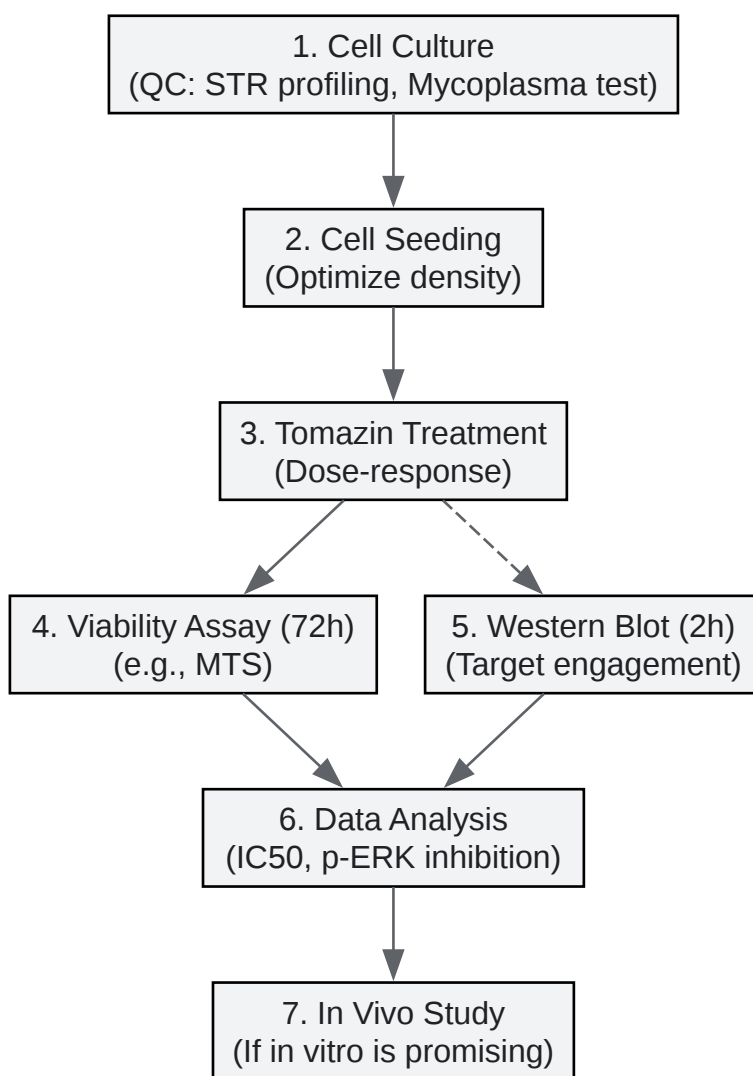 1. Cell Culture
(QC: STR profiling, Mycoplasma test)
2. Cell Seeding
(Optimize density)
3. Tomazin Treatment
(Dose-response)
4. Viability Assay (72h)
(e.g., MTS)
5. Western Blot (2h)
(Target engagement)
6. Data Analysis
(IC50, p-ERK inhibition)
7. In Vivo Study
(If in vitro is promising)